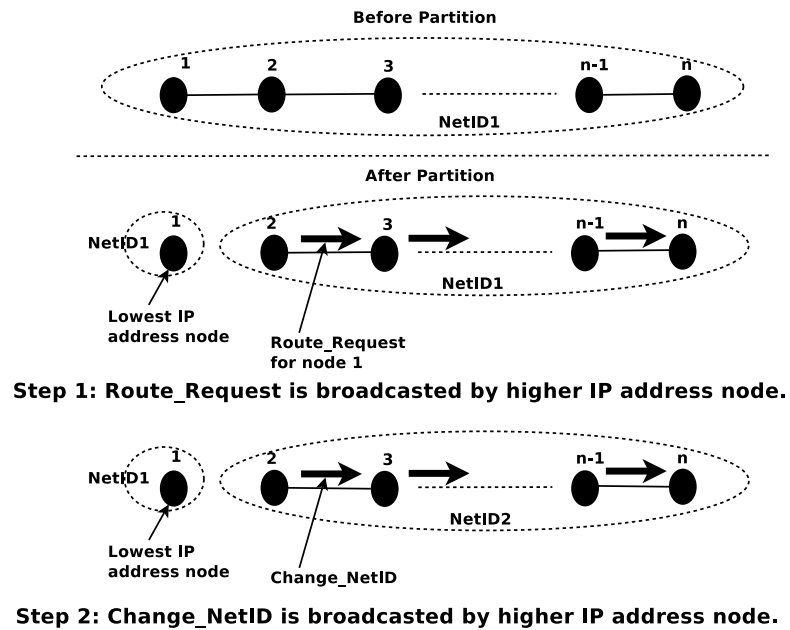 Before Partition
1
2
3
n-1
n
NetID1
After Partition
1
2
3
n-1
n
NetID1
NetID1
Lowest IP
address node
Route_Request
for node 1
Step 1: Route_Request is broadcasted by higher IP address node.
1
2
3
n-1
n
NetID1
NetID2
Lowest IP
address node
Change_NetID
Step 2: Change_NetID is broadcasted by higher IP address node.